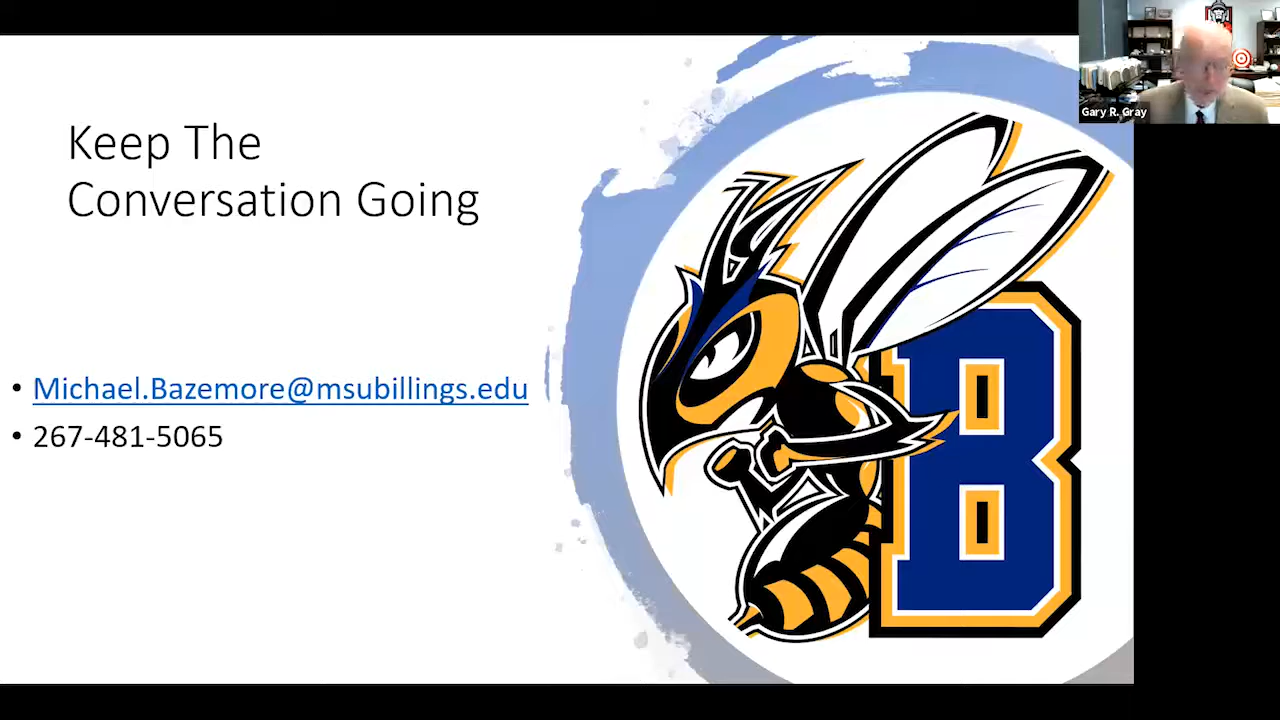 Keep The
Conversation Going
• Michael.Bazemore@msubillings.edu
• 267-481-5065
B
Gary R. Gray